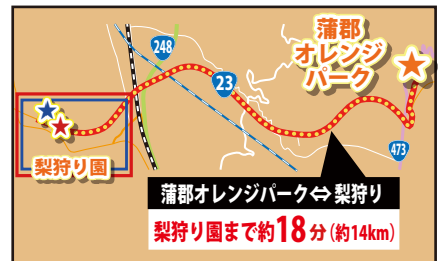 蒲郡
オレンジ
パーク
248
23
473
梨狩り園
蒲郡オレンジパーク⇔梨狩り
梨狩り園まで約18分(約14km)